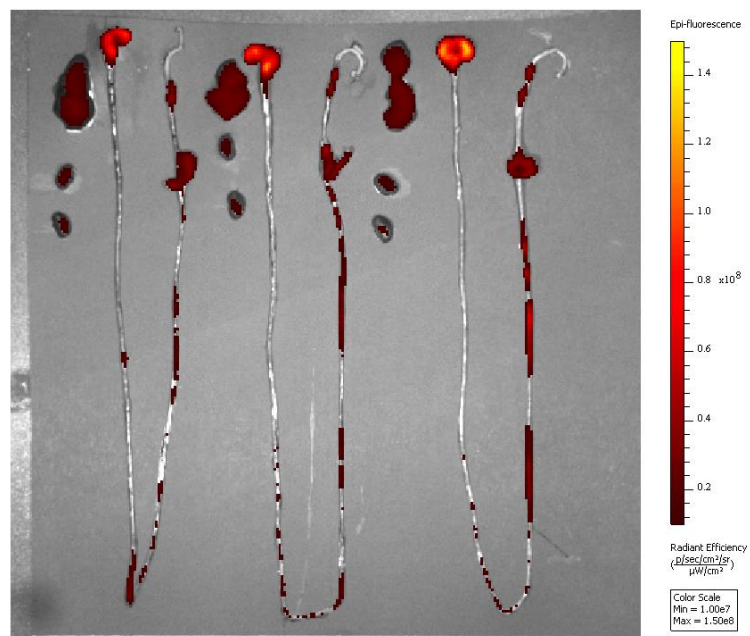 Epi-fluorescence
1.4
1.2
1.0
0.8
x10^8
0.6
0.4
0.2
Radiant Efficiency
(p/sec/cm²/sr / µW/cm²)
Color Scale
Min = 1.00e7
Max = 1.50e8